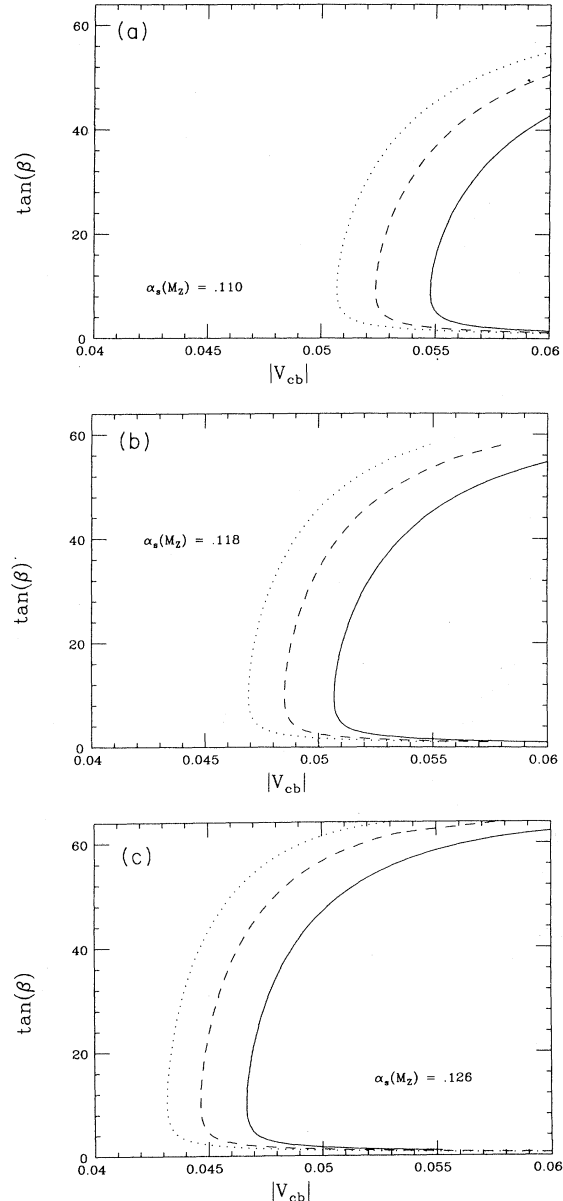 (a)
60
40
20
0
tan(β)
α_s(M_Z) = .110
0.04 0.045 0.05 0.055 0.06
|V_cb|
(b)
60
40
20
0
tan(β)
α_s(M_Z) = .118
0.04 0.045 0.05 0.055 0.06
|V_cb|
(c)
60
40
20
0
tan(β)
α_s(M_Z) = .126
0.04 0.045 0.05 0.055 0.06
|V_cb|